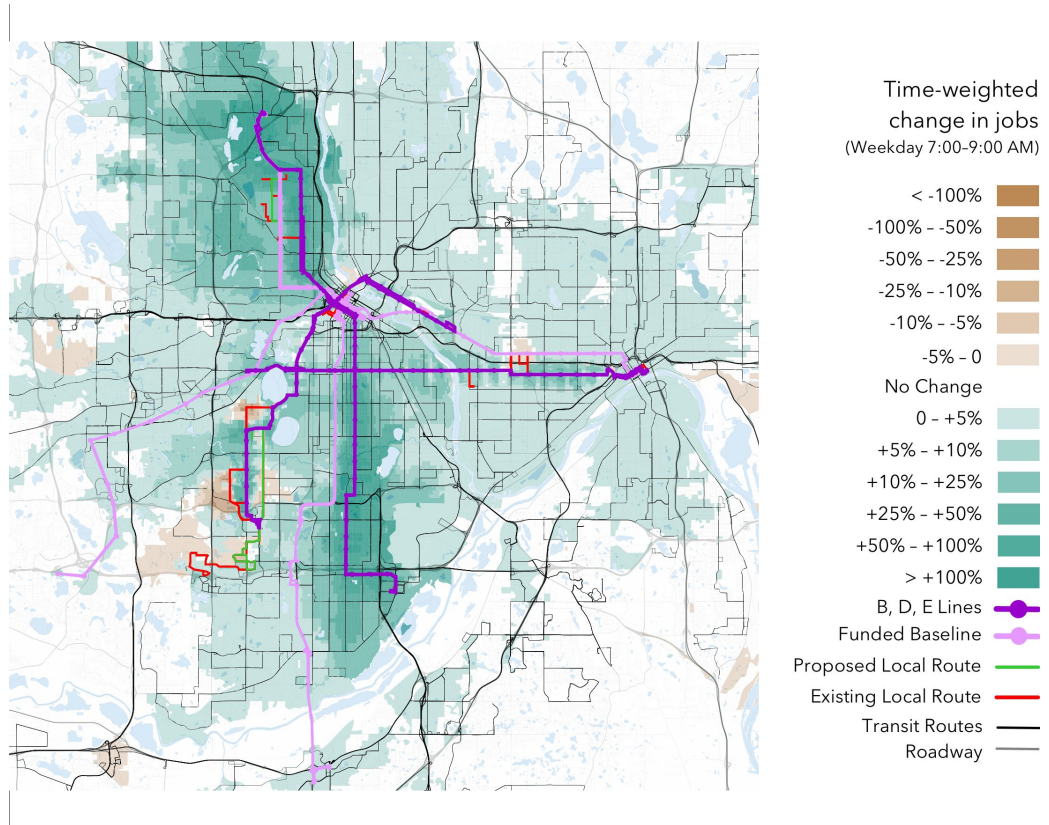 Time-weighted
change in jobs
(Weekday 7:00–9:00 AM)
< -100%
-100% – -50%
-50% – -25%
-25% – -10%
-10% – -5%
-5% – 0
No Change
0 – +5%
+5% – +10%
+10% – +25%
+25% – +50%
+50% – +100%
> +100%
B, D, E Lines
Funded Baseline
Proposed Local Route
Existing Local Route
Transit Routes
Roadway